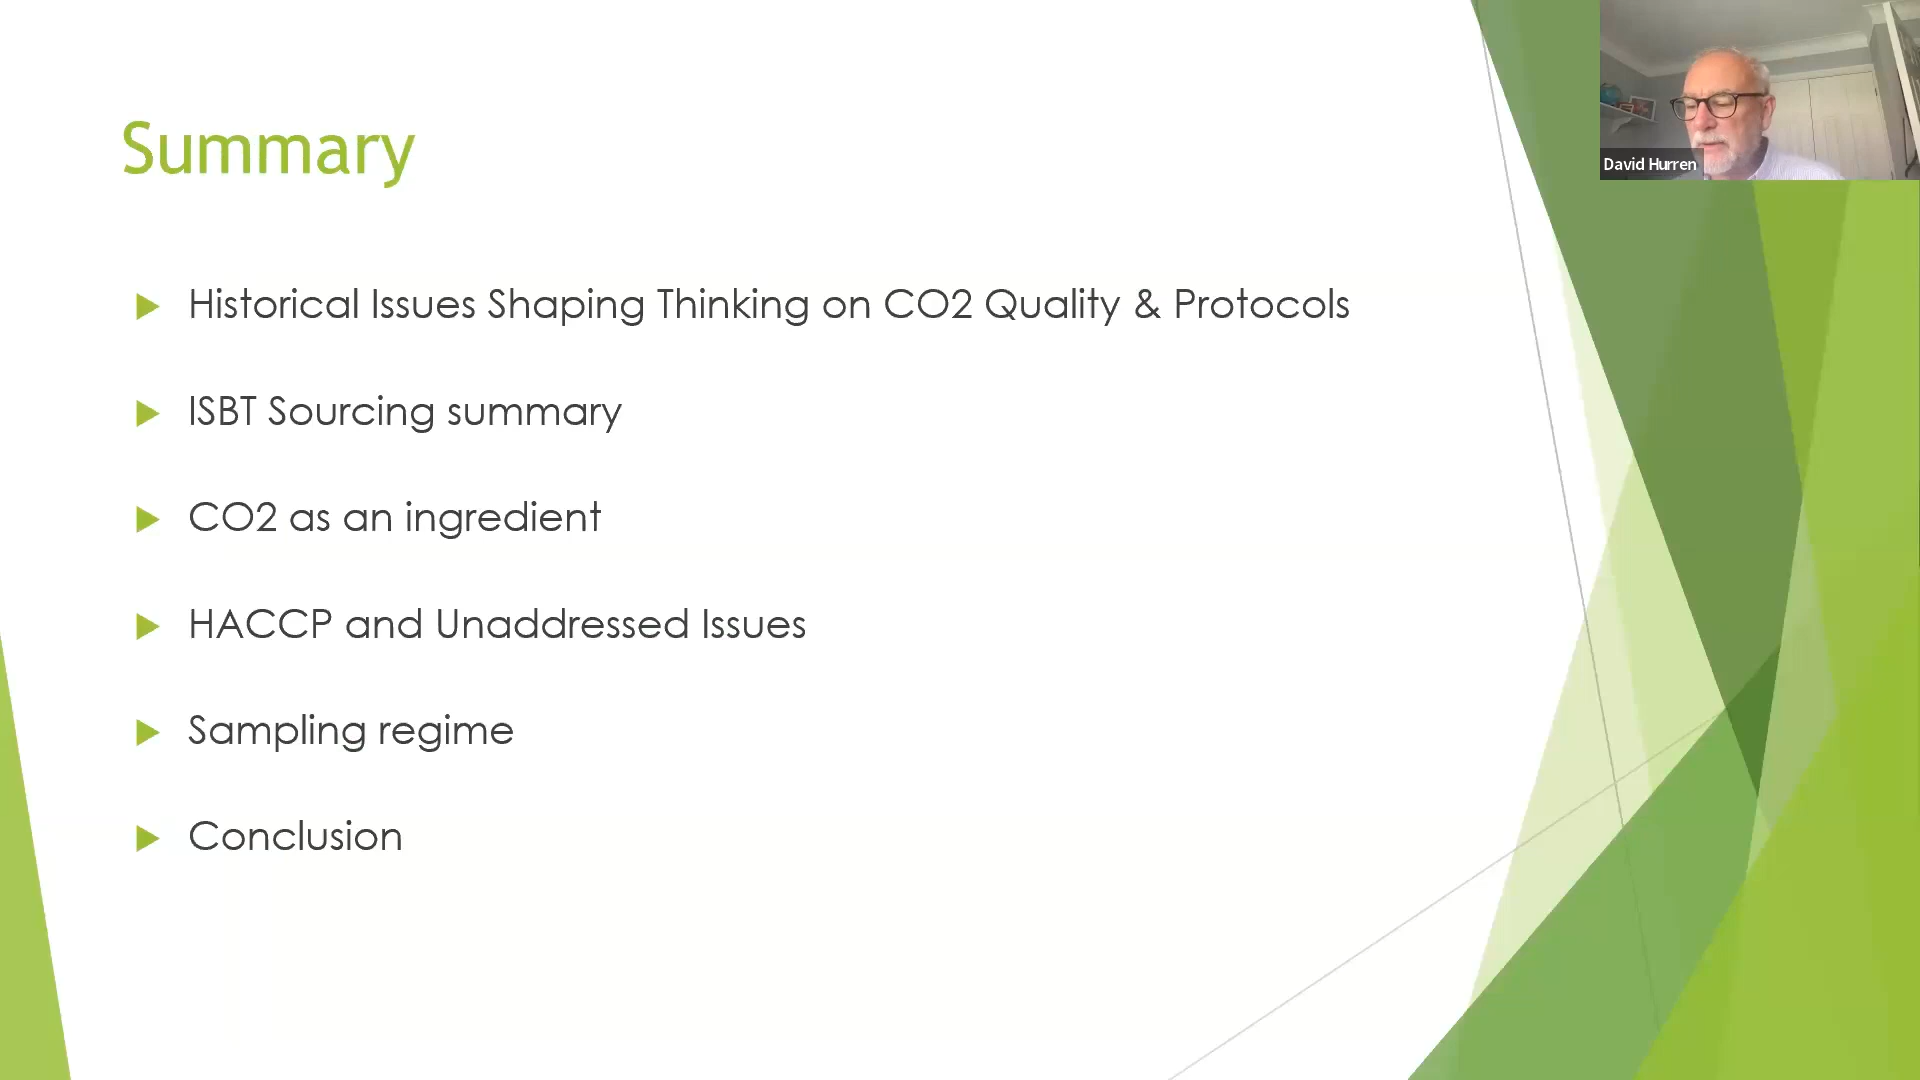 Summary
Historical Issues Shaping Thinking on CO2 Quality & Protocols
ISBT Sourcing summary
CO2 as an ingredient
HACCP and Unaddressed Issues
Sampling regime
Conclusion
David Hurren